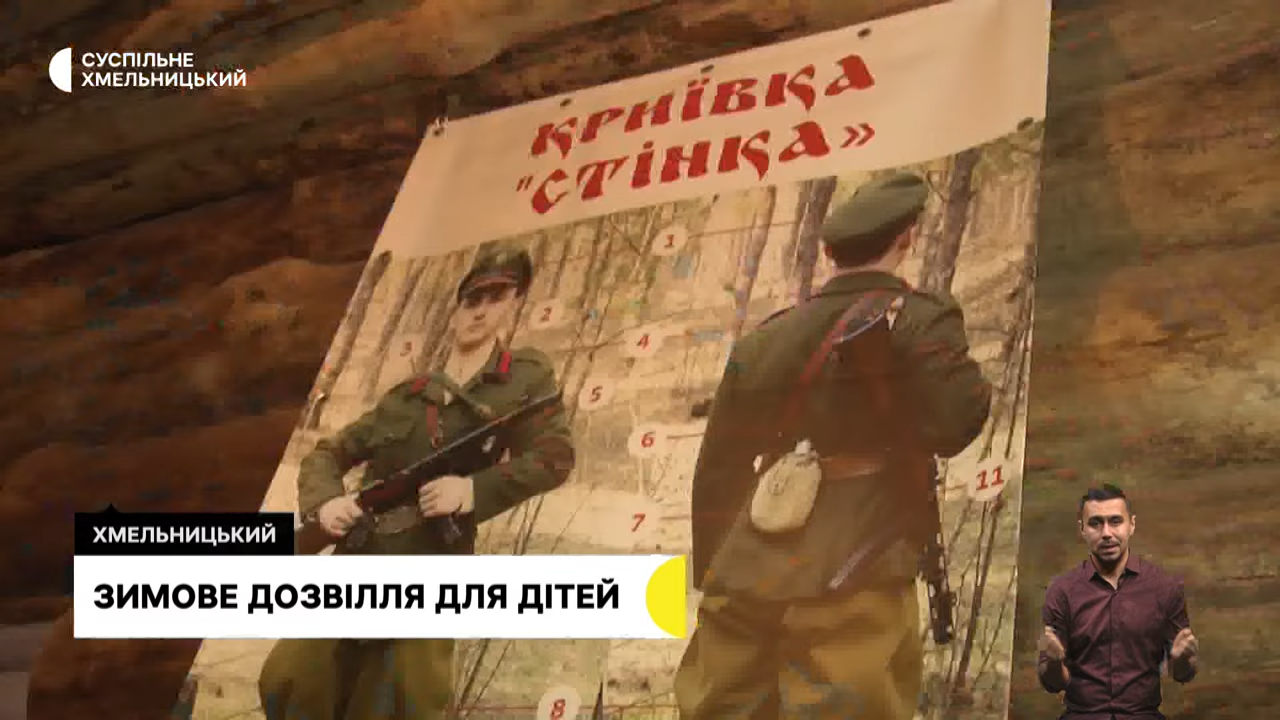 СУСПІЛЬНЕ
ХМЕЛЬНИЦЬКИЙ
КРИЇВКА
"СТІНКА»
1
2
3
4
5
6
7
11
8
ХМЕЛЬНИЦЬКИЙ
ЗИМОВЕ ДОЗВІЛЛЯ ДЛЯ ДІТЕЙ